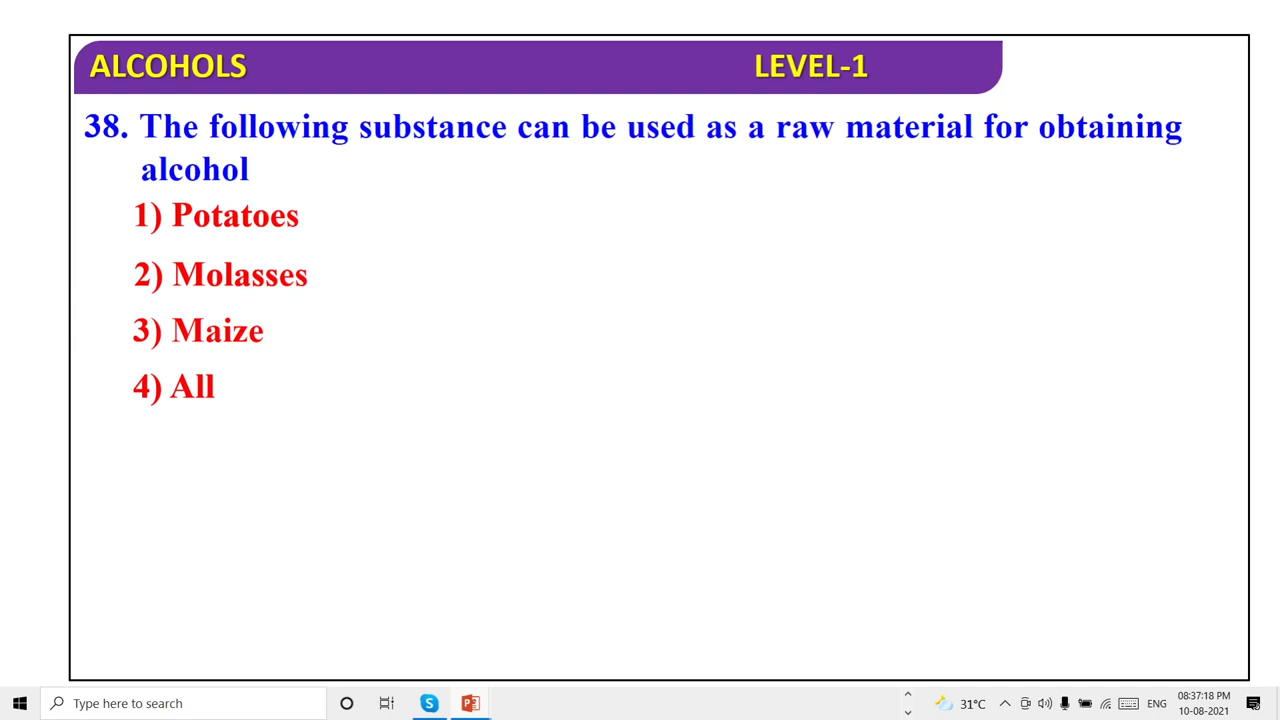 ALCOHOLS LEVEL-1
38. The following substance can be used as a raw material for obtaining
alcohol
1) Potatoes
2) Molasses
3) Maize
4) All
Type here to search
31°C
ENG
08:37:18 PM
10-08-2021